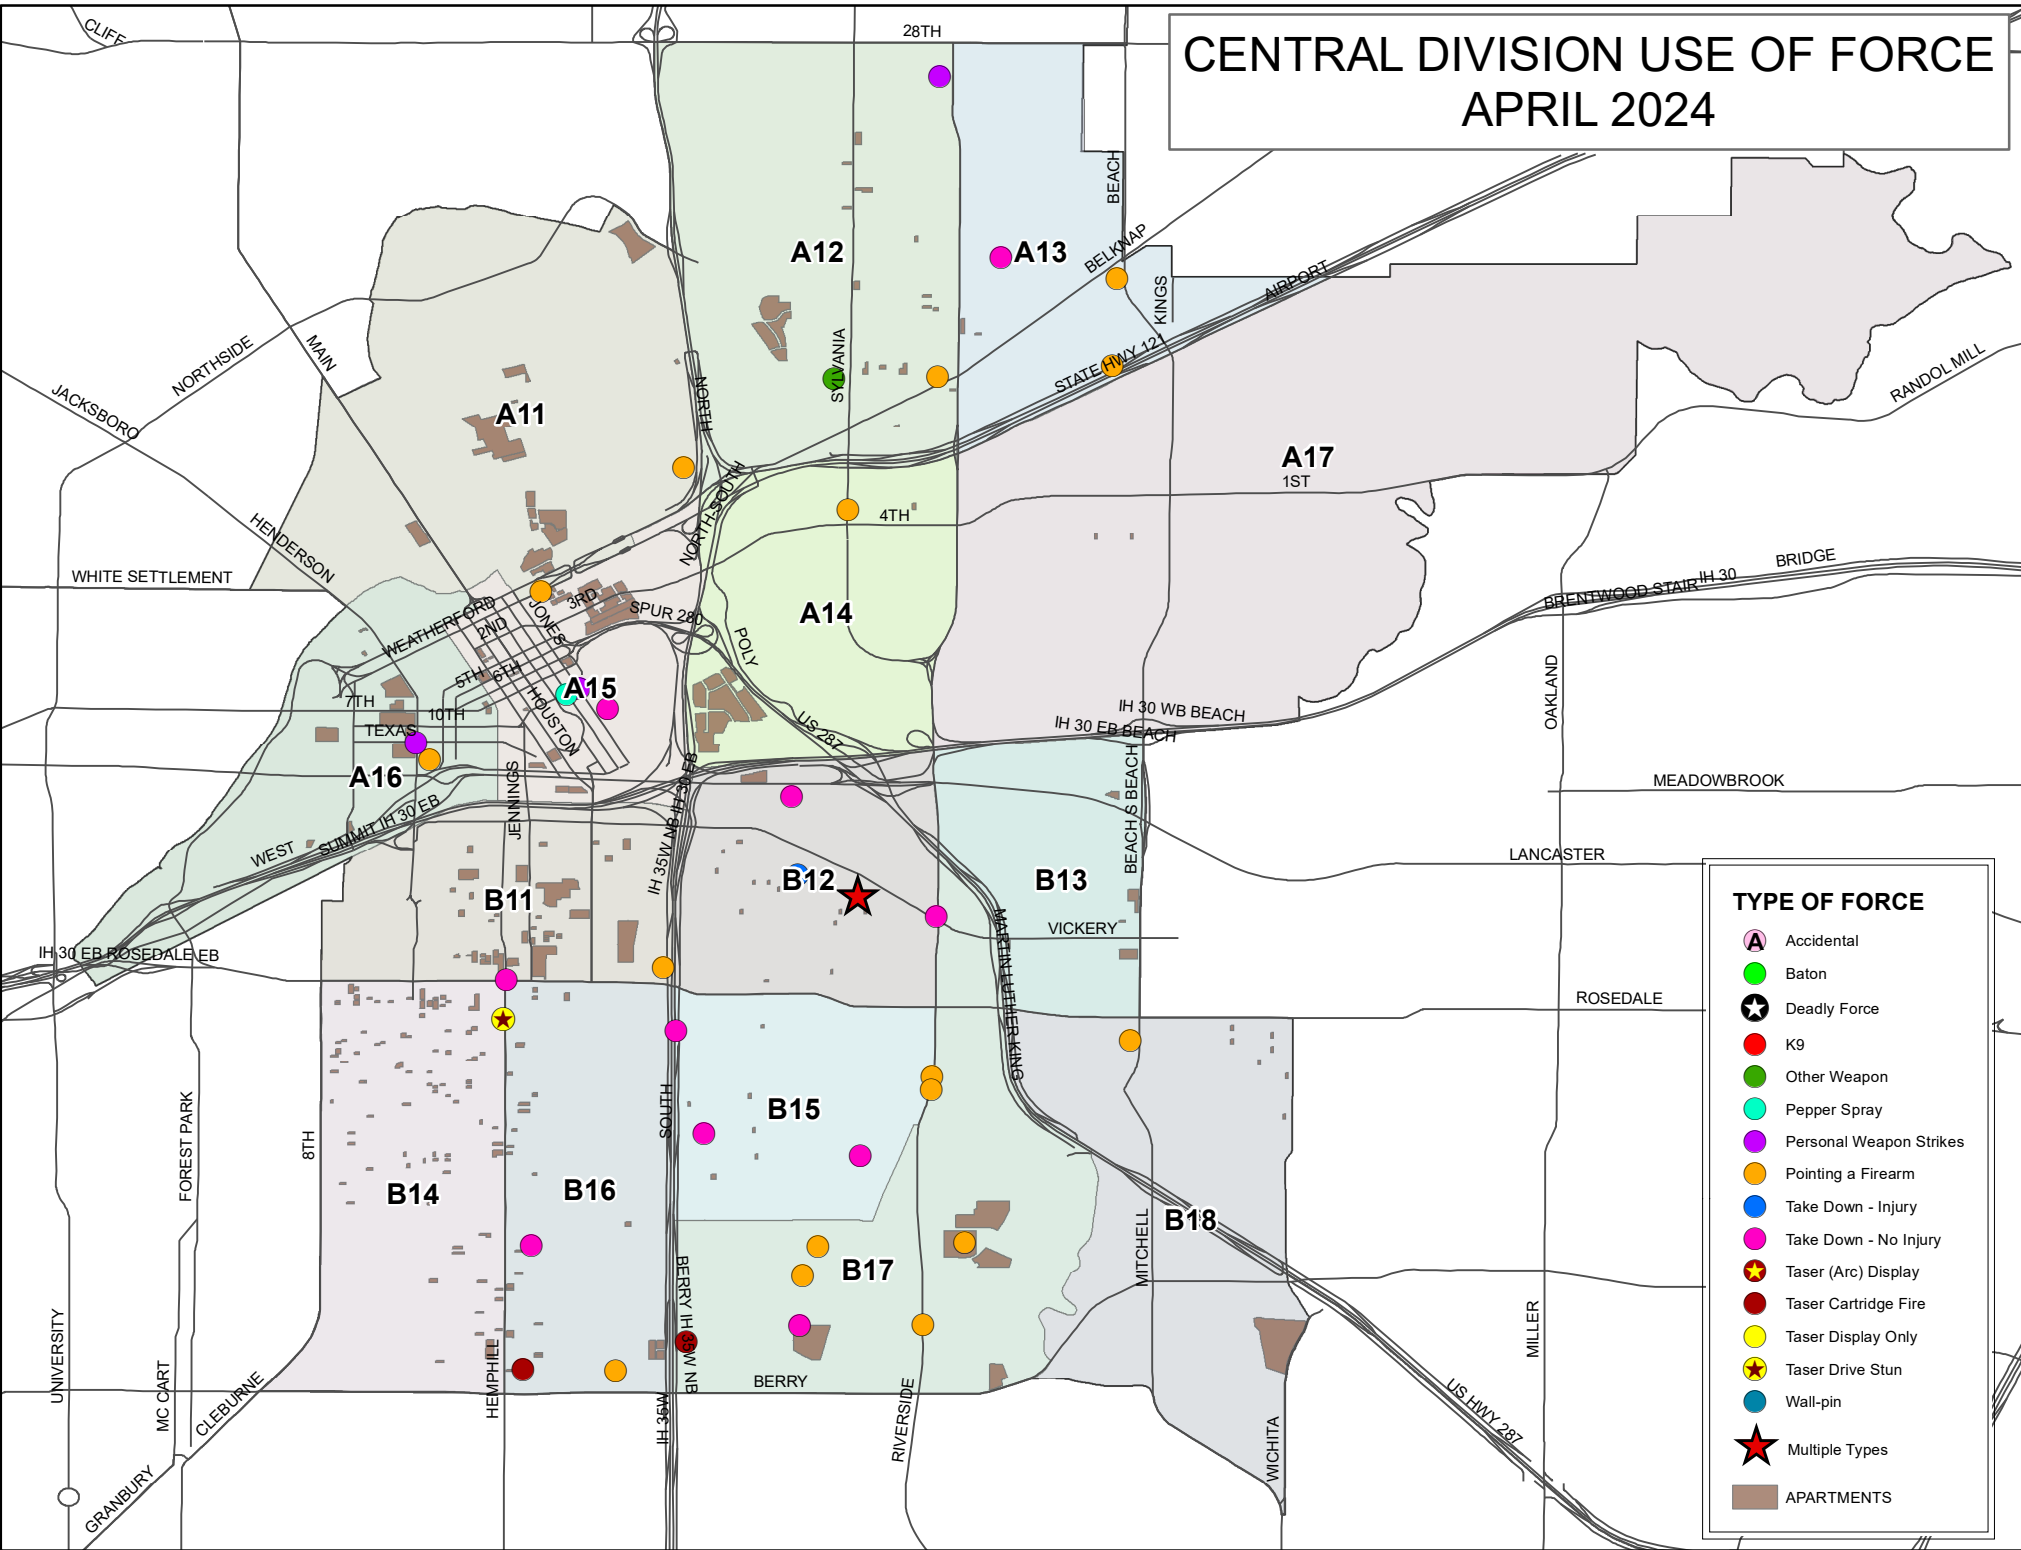 CENTRAL DIVISION USE OF FORCE
APRIL 2024
CLIFF
28TH
BEACH
BELKNAP
A12
A13
KINGS
AIRPORT
NORTHSIDE
MAIN
SYLVANIA
STATE HWY 121
RANDOL MILL
JACKSBORO
NORTH
A11
A17
1ST
NORTH-SOUTH
4TH
HENDERSON
WHITE SETTLEMENT
BRIDGE
IH 30
BRENTWOOD STAIR
WEATHERFORD
2ND
JONES
3RD
SPUR 280
A14
POLY
5TH
6TH
A15
7TH
10TH
HOUSTON
TEXAS
US 287
IH 30 WB BEACH
IH 30 EB BEACH
OAKLAND
A16
JENNINGS
IH 35W NB IH 30 EB
BEACH S BEACH
MEADOWBROOK
SUMMIT IH 30 EB
WEST
LANCASTER
B11
B12
B13
VICKERY
MARTIN LUTHER KING
IH 30 EB ROSEDALE EB
ROSEDALE
FOREST PARK
8TH
SOUTH
B15
B14
B16
B18
MITCHELL
B17
BERRY IH 35W NB
UNIVERSITY
MC CART
CLEBURNE
HEMPHILL
IH 35W
BERRY
RIVERSIDE
WICHITA
MILLER
US HWY 287
GRANBURY
TYPE OF FORCE
A Accidental
Baton
Deadly Force
K9
Other Weapon
Pepper Spray
Personal Weapon Strikes
Pointing a Firearm
Take Down - Injury
Take Down - No Injury
Taser (Arc) Display
Taser Cartridge Fire
Taser Display Only
Taser Drive Stun
Wall-pin
Multiple Types
APARTMENTS